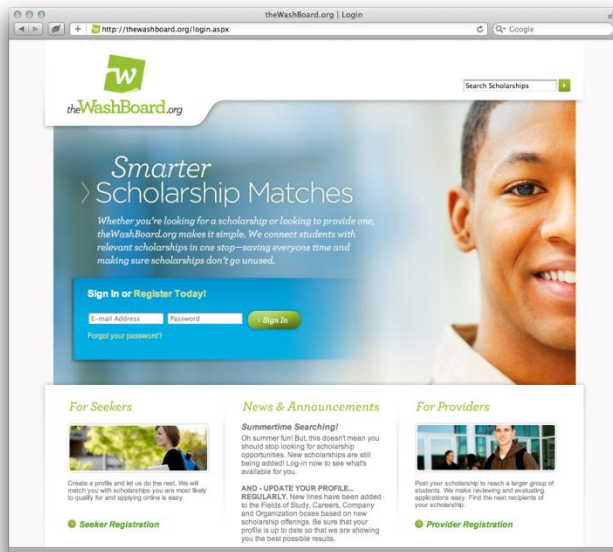 theWashBoard.org | Login
http://thewashboard.org/login.aspx
Google
W
theWashBoard.org
Search Scholarships
Smarter
Scholarship Matches
Whether you're looking for a scholarship or looking to provide one,
theWashBoard.org makes it simple. We connect students with
relevant scholarships in one stop—saving everyone time and
making sure scholarships don't go unused.
Sign In or Register Today!
E-mail Address
Password
Sign In
Forgot your password?
For Seekers
Create a profile and let us do the rest. We will
match you with scholarships you are most likely
to qualify for and applying online is easy.
Seeker Registration
News & Announcements
Summertime Searching!
Oh summer fun! But, this doesn't mean you
should stop looking for scholarship
opportunities. New scholarships are still
being added! Log-in now to see what's
available for you.
AND - UPDATE YOUR PROFILE...
REGULARLY. New lines have been added
to the Fields of Study, Careers, Company
and Organization boxes based on new
scholarship offerings. Be sure that your
profile is up to date so that we are showing
you the best possible results.
For Providers
Post your scholarship to reach a larger group of
students. We make reviewing and evaluating
applications easy. Find the next recipients
of your scholarship.
Provider Registration